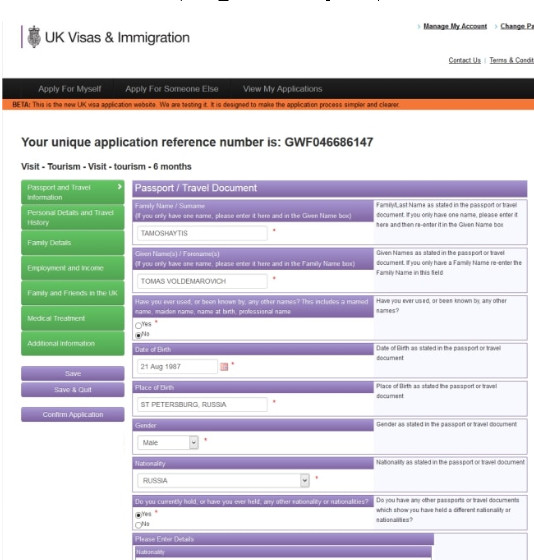 › Manage My Account › Change Pa
UK Visas & Immigration
Contact Us | Terms & Condit
Apply For Myself Apply For Someone Else View My Applications
BETA: This is the new UK visa application website. We are testing it. It is designed to make the application process simpler and clearer.
Your unique application reference number is: GWF046686147
Visit - Tourism - Visit - tourism - 6 months
Passport and Travel Information
Personal Details and Travel History
Family Details
Employment and Income
Family and Friends in the UK
Medical Treatment
Additional Information
Save
Save & Quit
Confirm Application
Passport / Travel Document
Family Name / Surname
(If you only have one name, please enter it here and in the Given Name box)
TAMOSHAYTIS *
Family/Last Name as stated in the passport or travel
document. If you only have one name, please enter it
here and then re-enter it in the Given Name box
Given Name(s) / Forename(s)
(If you only have one name, please enter it here and in the Family Name box)
TOMAS VOLDEMAROVICH *
Given Names as stated in the passport or travel
document. If you only have a Family Name re-enter the
Family Name in this field
Have you ever used, or been known by, any other names? This includes a married
name, maiden name, name at birth, professional name
Yes *
No
Have you ever used, or been known by, any other
names?
Date of Birth
21 Aug 1987 *
Date of Birth as stated in the passport or travel
document
Place of Birth
ST PETERSBURG, RUSSIA *
Place of Birth as stated the passport or travel
document
Gender
Male *
Gender as stated in the passport or travel document
Nationality
RUSSIA *
Nationality as stated in the passport or travel document
Do you currently hold, or have you ever held, any other nationality or nationalities?
Yes *
No
Do you have any other passports or travel documents
which show you have held a different nationality or
nationalities?
Please Enter Details
Nationality